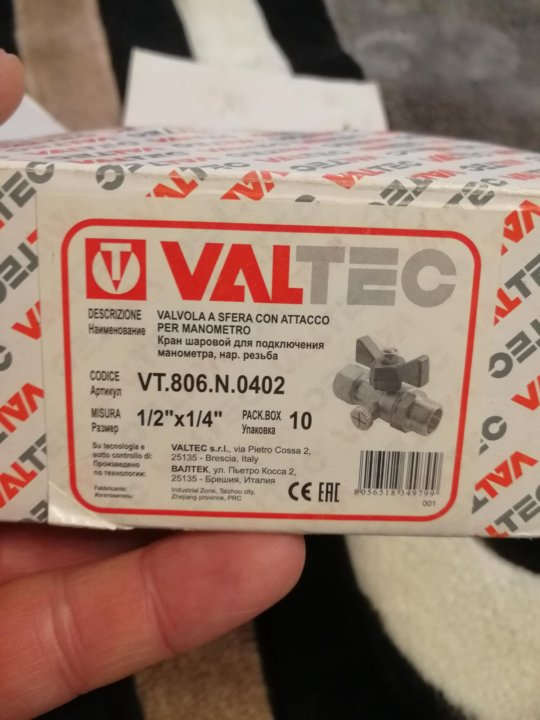 VALTEC
VALTEC
DESCRIZIONE VALVOLA A SFERA CON ATTACCO
Наименование PER MANOMETRO
Кран шаровой для подключения
манометра, нар. резьба
CODICE
Артикул VT.806.N.0402
MISURA
Размер 1/2"x1/4" PACK.BOX
Упаковка 10
Su tecnologia e
sotto controllo di:
Произведено
по технологии:
VALTEC s.r.l., via Pietro Cossa 2,
25135 - Brescia, Italy
ВАЛТЕК, ул. Пьетро Косса 2,
25135 - Брешия, Италия
Fabbricante:
Изготовитель:
Industrial Zone, Taizhou city,
Zhejiang province, PRC
CE EAC
8056518349799
001